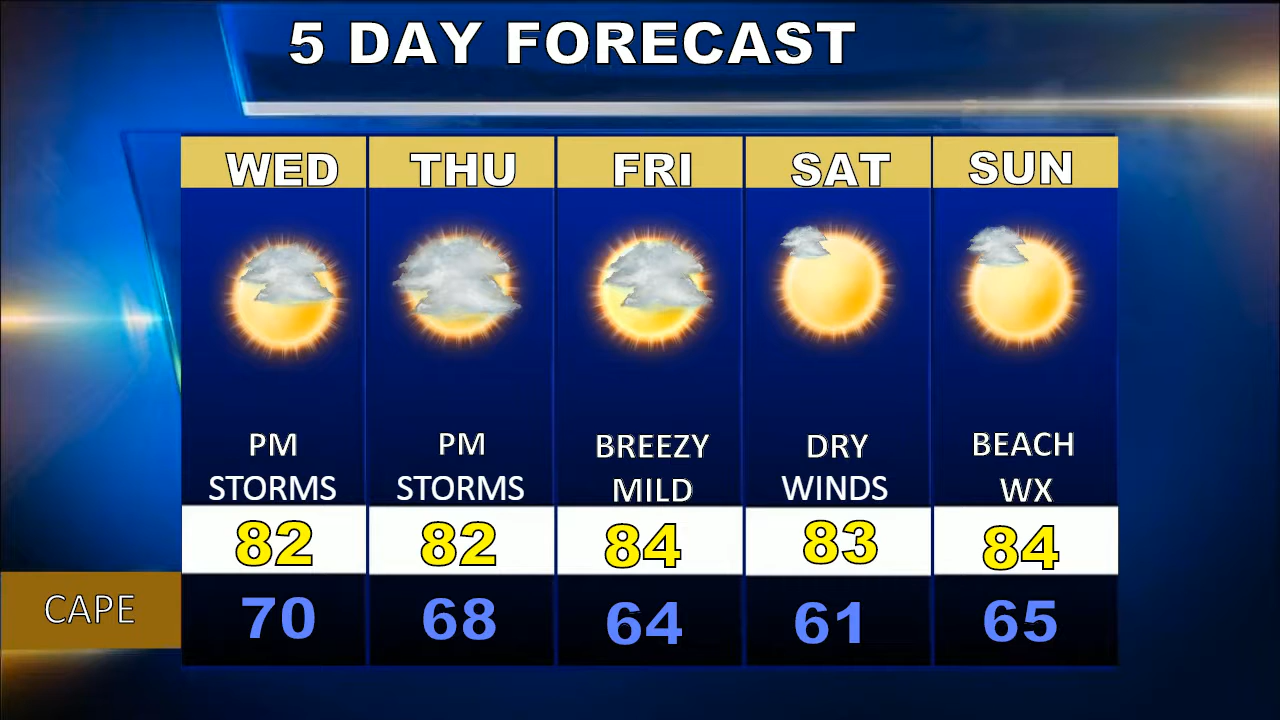 5 DAY FORECAST
WED THU FRI SAT SUN
PM PM BREEZY DRY BEACH
STORMS STORMS MILD WINDS WX
82 82 84 83 84
CAPE 70 68 64 61 65